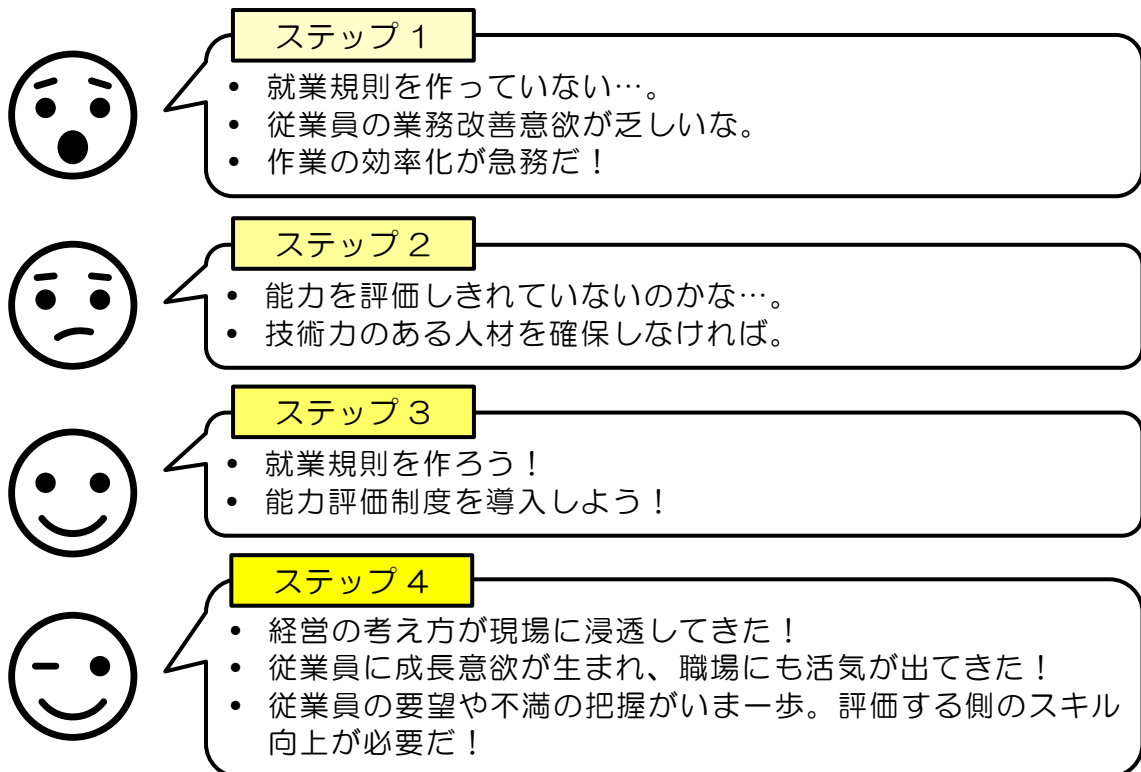 ステップ１
• 就業規則を作っていない…。
• 従業員の業務改善意欲が乏しいな。
• 作業の効率化が急務だ！
ステップ２
• 能力を評価しきれていないのかな…。
• 技術力のある人材を確保しなければ。
ステップ３
• 就業規則を作ろう！
• 能力評価制度を導入しよう！
ステップ４
• 経営の考え方が現場に浸透してきた！
• 従業員に成長意欲が生まれ、職場にも活気が出てきた！
• 従業員の要望や不満の把握がいま一歩。評価する側のスキル
向上が必要だ！